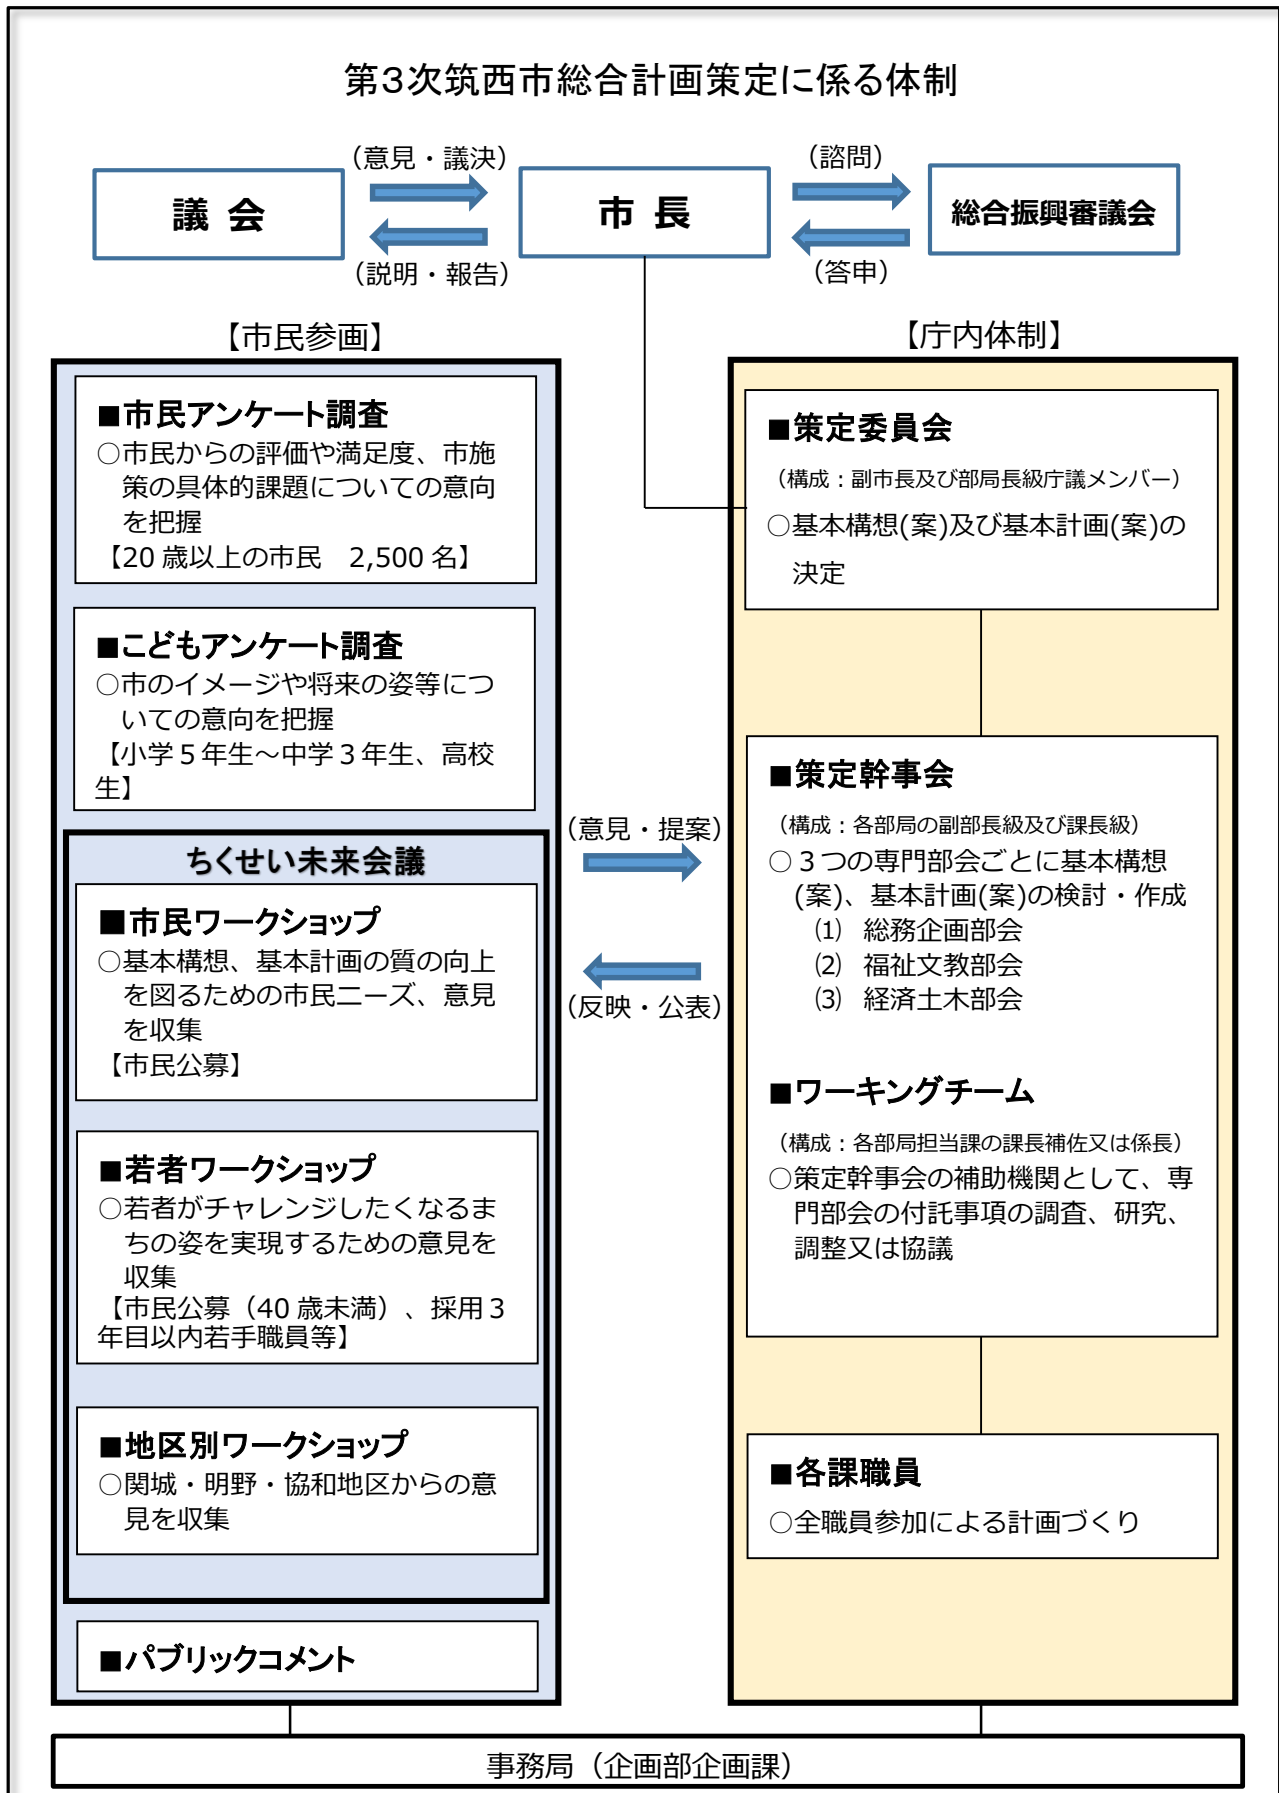 第3次筑西市総合計画策定に係る体制
（意見・議決）
（諮問）
議 会
市 長
総合振興審議会
（説明・報告）
（答申）
【市民参画】
■市民アンケート調査
○市民からの評価や満足度、市施
策の具体的課題についての意向
を把握
【20 歳以上の市民　2,500 名】
■こどもアンケート調査
○市のイメージや将来の姿等につ
いての意向を把握
【小学５年生～中学３年生、高校
生】
ちくせい未来会議
■市民ワークショップ
○基本構想、基本計画の質の向上
を図るための市民ニーズ、意見
を収集
【市民公募】
■若者ワークショップ
○若者がチャレンジしたくなるま
ちの姿を実現するための意見を
収集
【市民公募（40 歳未満）、採用３
年目以内若手職員等】
■地区別ワークショップ
○関城・明野・協和地区からの意
見を収集
■パブリックコメント
（意見・提案）
（反映・公表）
【庁内体制】
■策定委員会
（構成：副市長及び部局長級庁議メンバー）
○基本構想(案)及び基本計画(案)の
決定
■策定幹事会
（構成：各部局の副部長級及び課長級）
○３つの専門部会ごとに基本構想
(案)、基本計画(案)の検討・作成
⑴　総務企画部会
⑵　福祉文教部会
⑶　経済土木部会
■ワーキングチーム
（構成：各部局担当課の課長補佐又は係長）
○策定幹事会の補助機関として、専
門部会の付託事項の調査、研究、
調整又は協議
■各課職員
○全職員参加による計画づくり
事務局（企画部企画課）